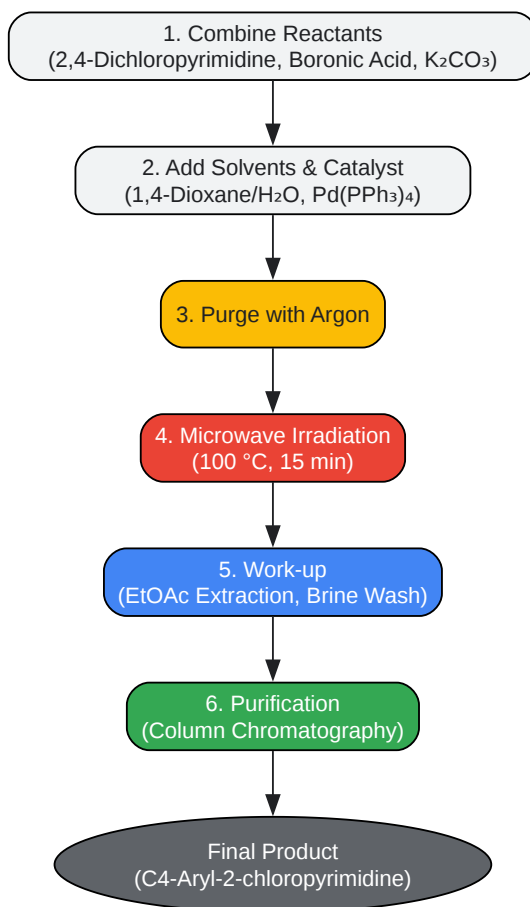 1. Combine Reactants
(2,4-Dichloropyrimidine, Boronic Acid, K₂CO₃)
2. Add Solvents & Catalyst
(1,4-Dioxane/H₂O, Pd(PPh₃)₄)
3. Purge with Argon
4. Microwave Irradiation
(100 °C, 15 min)
5. Work-up
(EtOAc Extraction, Brine Wash)
6. Purification
(Column Chromatography)
Final Product
(C4-Aryl-2-chloropyrimidine)